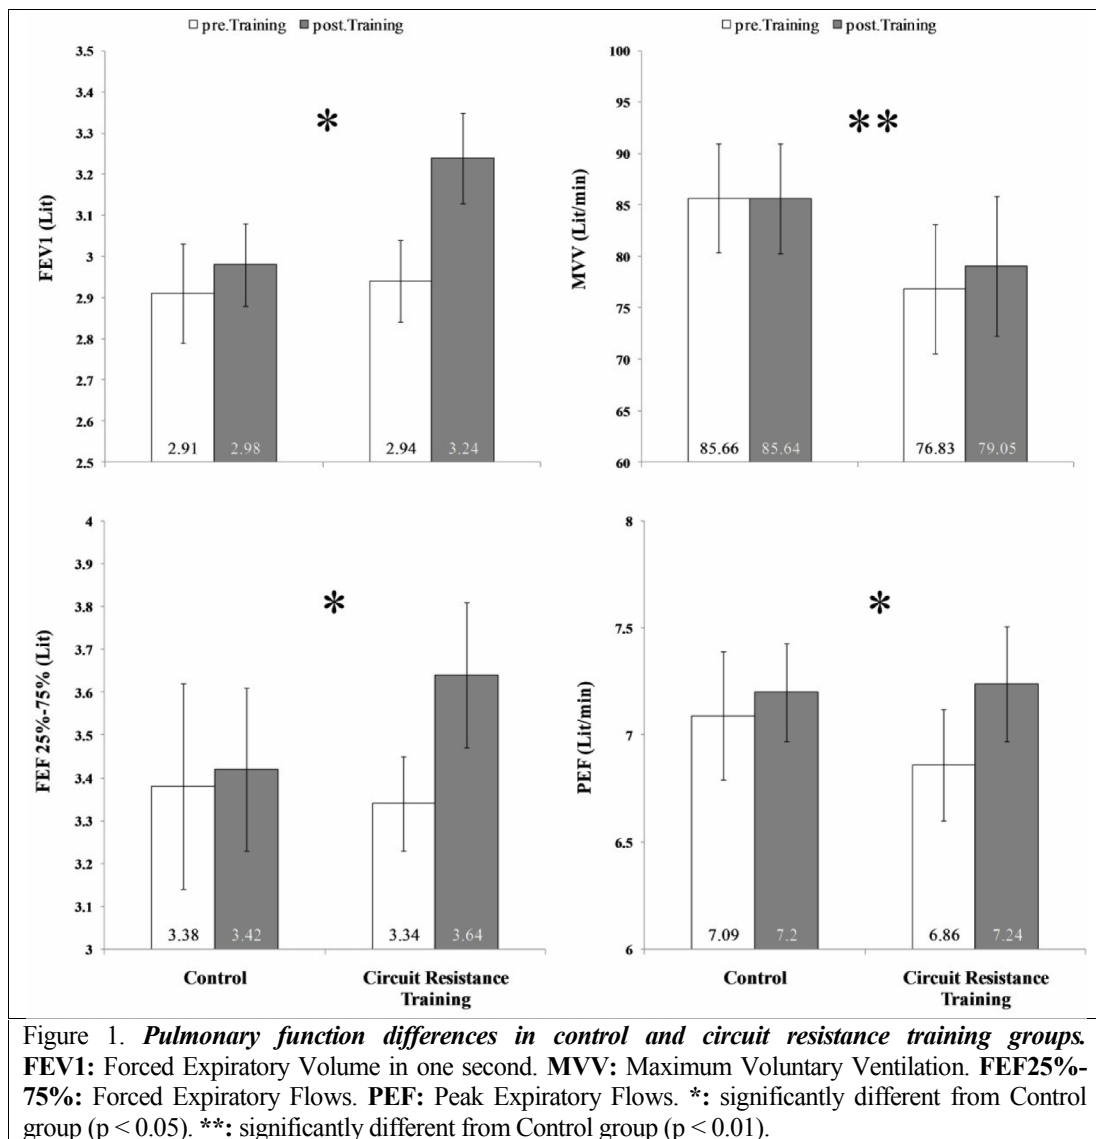 pre.Training post.Training
3.5
3.4
3.3
3.2
3.1
3
2.9
2.8
2.7
2.6
2.5
FEV1 (Lit)
*
2.91 2.98 2.94 3.24
pre.Training post.Training
100
95
90
85
80
75
70
65
60
MVV (Lit/min)
**
85.66 85.64 76.83 79.05
4
3.9
3.8
3.7
3.6
3.5
3.4
3.3
3.2
3.1
3
FEF 25%-75% (Lit)
*
3.38 3.42 3.34 3.64
Control Circuit Resistance
Training
8
7.5
7
6.5
6
PEF (Lit/min)
*
7.09 7.2 6.86 7.24
Control Circuit Resistance
Training
Figure 1. Pulmonary function differences in control and circuit resistance training groups.
FEV1: Forced Expiratory Volume in one second. MVV: Maximum Voluntary Ventilation. FEF25%-
75%: Forced Expiratory Flows. PEF: Peak Expiratory Flows. *: significantly different from Control
group (p < 0.05). **: significantly different from Control group (p < 0.01).